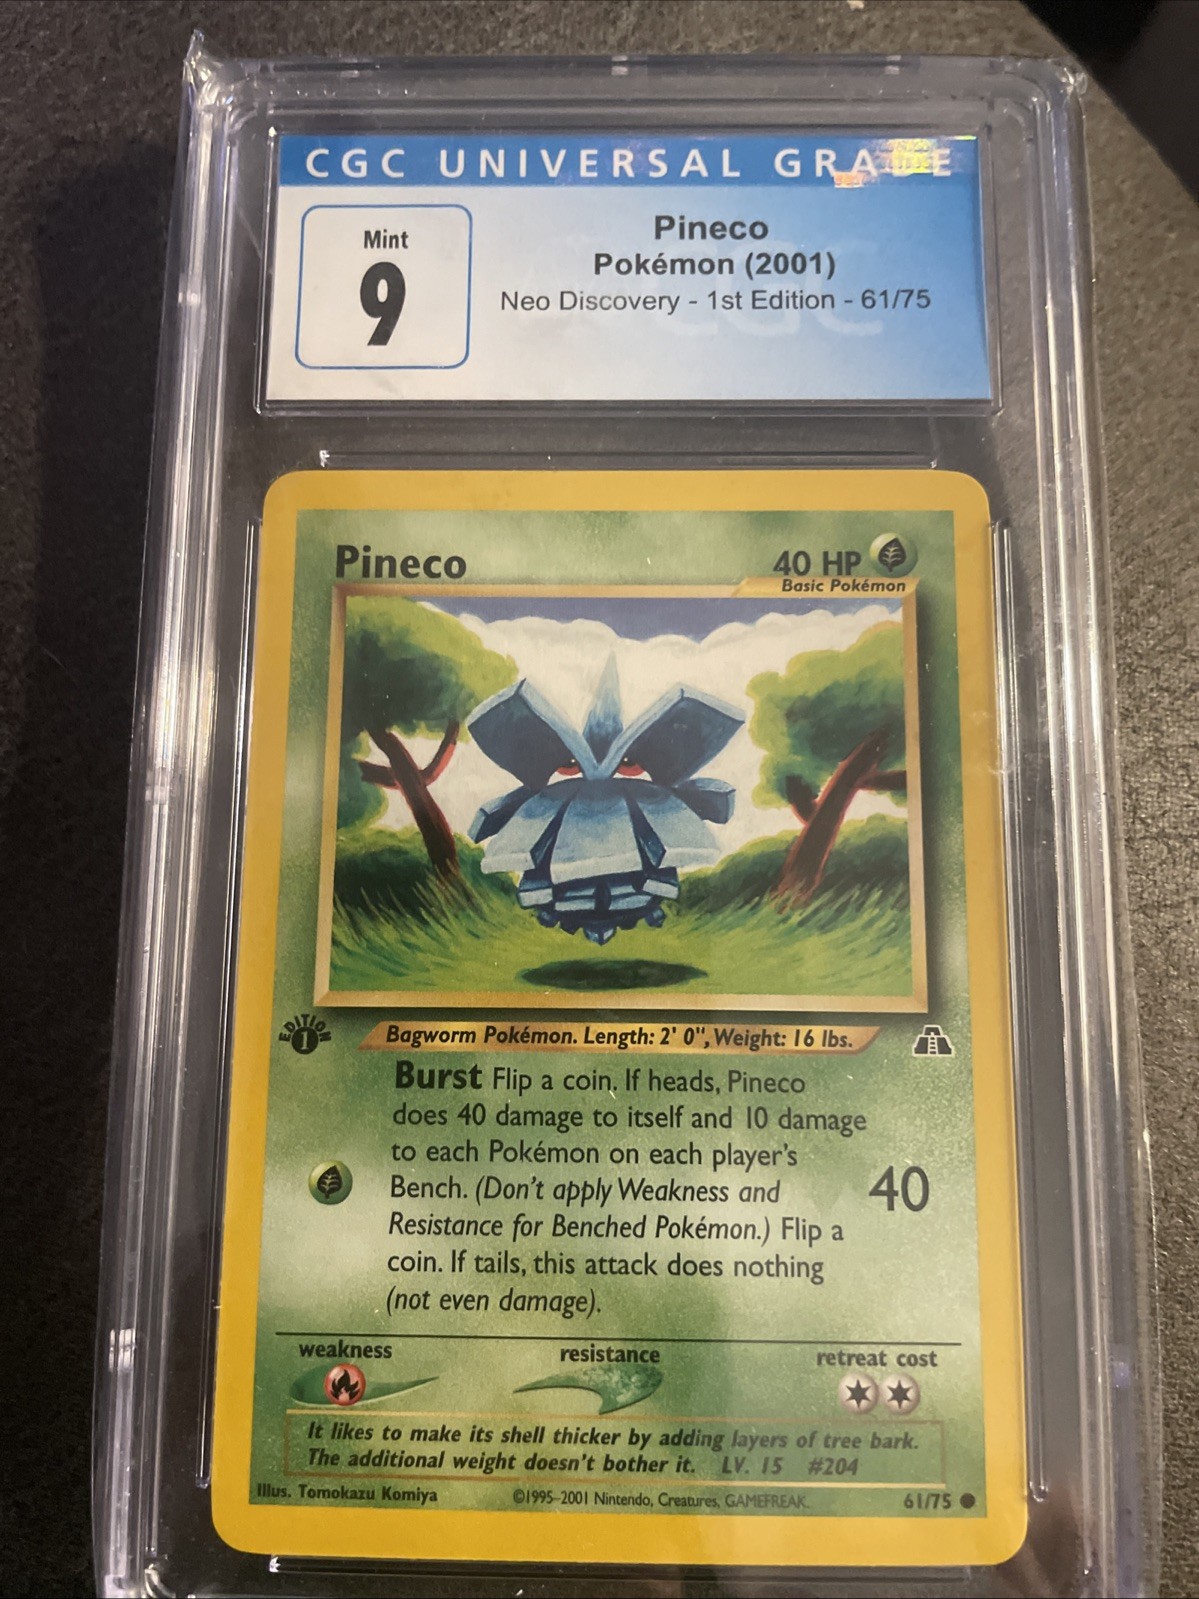 CGC UNIVERSAL GRADE
Mint
9
Pineco
Pokémon (2001)
Neo Discovery - 1st Edition - 61/75
Pineco
40 HP
Basic Pokémon
EDITION
1
Bagworm Pokémon. Length: 2' 0", Weight: 16 lbs.
Burst Flip a coin. If heads, Pineco
does 40 damage to itself and 10 damage
to each Pokémon on each player's
Bench. (Don't apply Weakness and
Resistance for Benched Pokémon.) Flip a
coin. If tails, this attack does nothing
(not even damage).
40
weakness
resistance
retreat cost
It likes to make its shell thicker by adding layers of tree bark.
The additional weight doesn't bother it. LV. 15 #204
Illus. Tomokazu Komiya
©1995-2001 Nintendo, Creatures, GAMEFREAK.
61/75